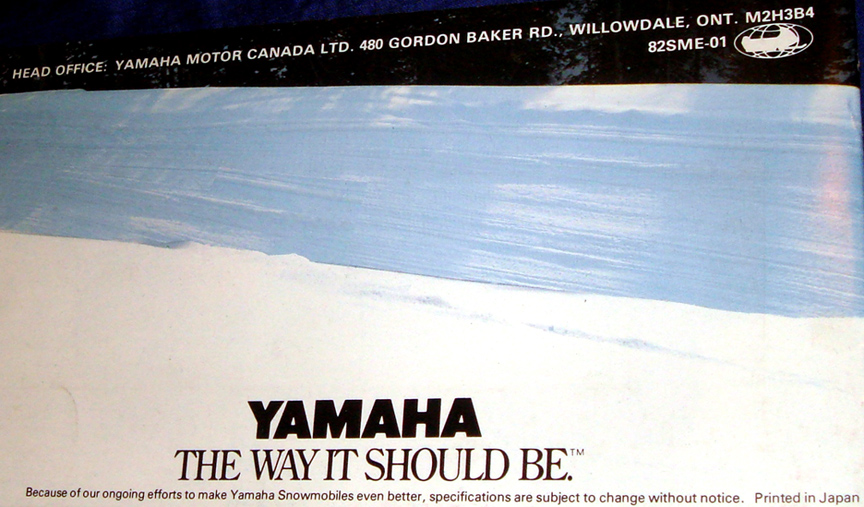 HEAD OFFICE: YAMAHA MOTOR CANADA LTD. 480 GORDON BAKER RD., WILLOWDALE, ONT. M2H3B4
82SME-01
YAMAHA
THE WAY IT SHOULD BE.™
Because of our ongoing efforts to make Yamaha Snowmobiles even better, specifications are subject to change without notice. Printed in Japan